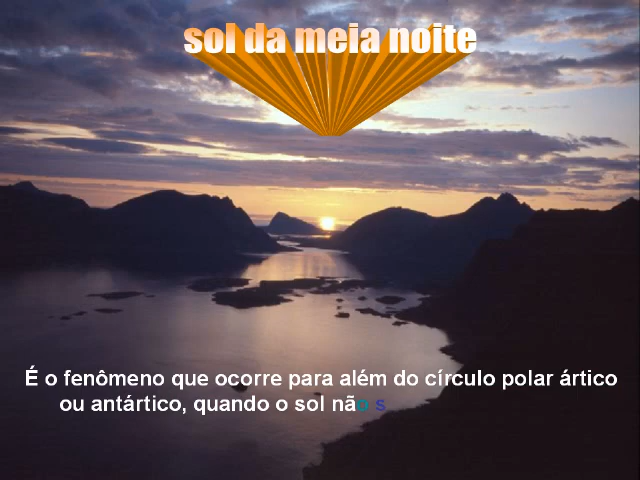 sol da meia noite
É o fenômeno que ocorre para além do círculo polar ártico
ou antártico, quando o sol não s